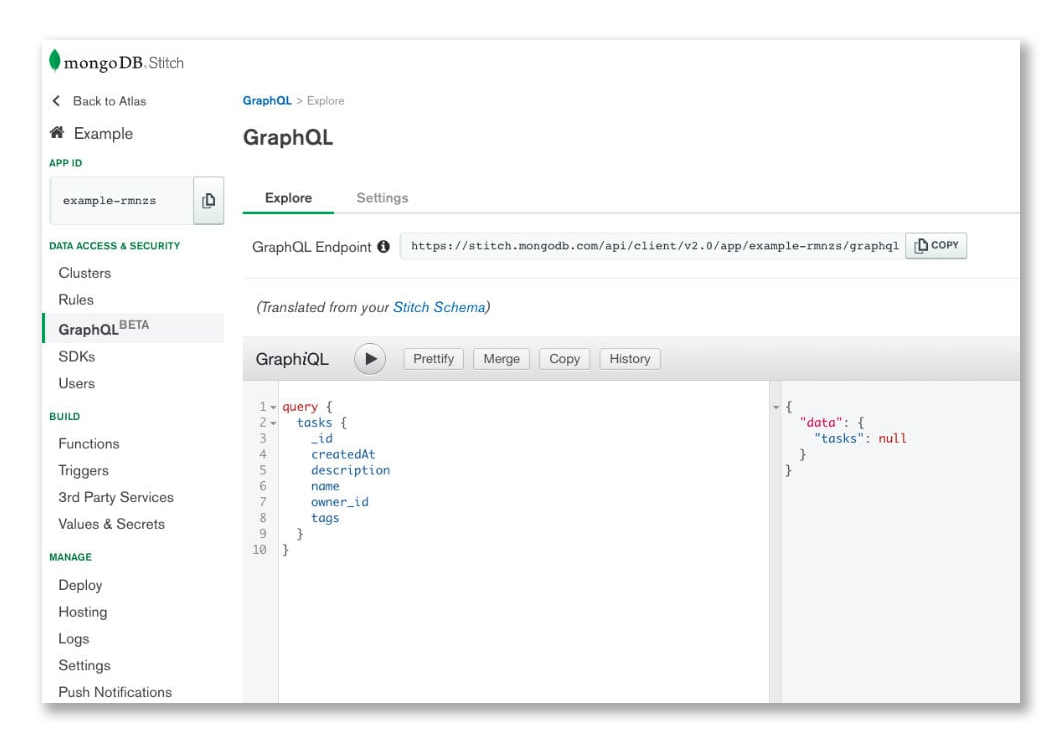 mongoDB. Stitch
Back to Atlas
Example
APP ID
example-rmnzs
DATA ACCESS & SECURITY
Clusters
Rules
GraphQL BETA
SDKs
Users
BUILD
Functions
Triggers
3rd Party Services
Values & Secrets
MANAGE
Deploy
Hosting
Logs
Settings
Push Notifications
GraphQL > Explore
GraphQL
Explore Settings
GraphQL Endpoint https://stitch.mongodb.com/api/client/v2.0/app/example-rmnzs/graphql COPY
(Translated from your Stitch Schema)
GraphiQL Prettify Merge Copy History
1 query {
2 tasks {
3 _id
4 createdAt
5 description
6 name
7 owner_id
8 tags
9 }
10 }
{
"data": {
"tasks": null
}
}